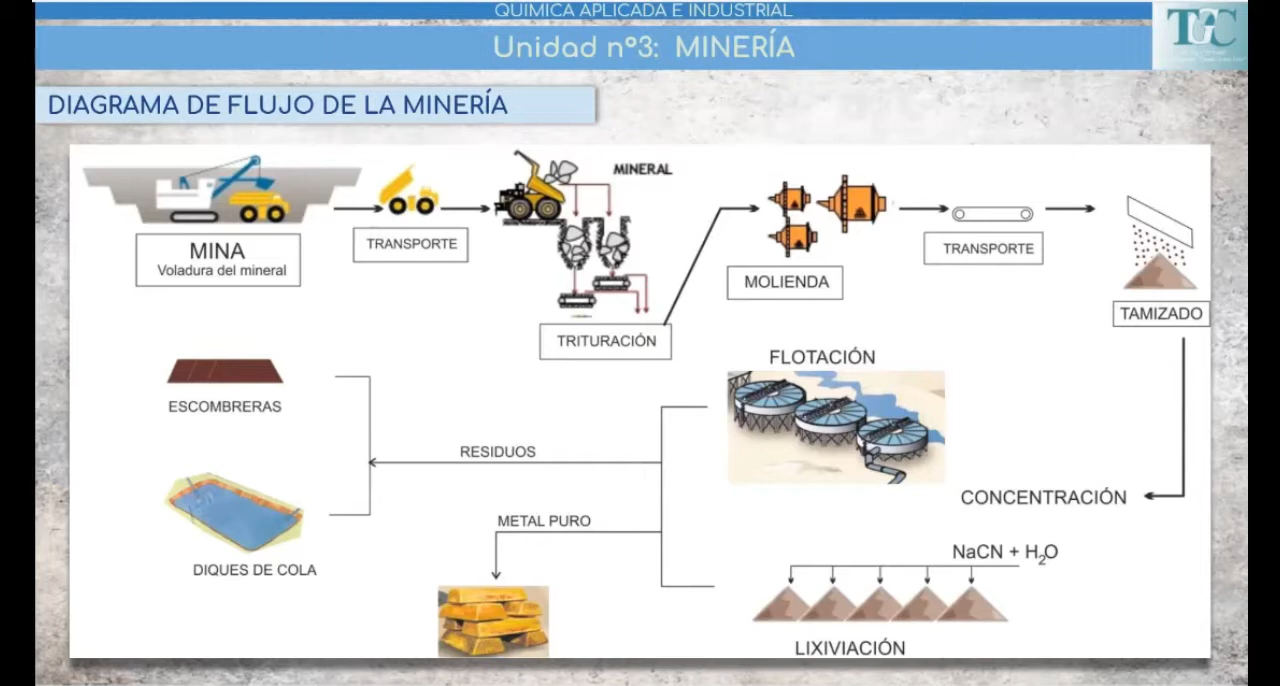 QUIMICA APLICADA E INDUSTRIAL
Unidad nº3: MINERÍA
TGC
DIAGRAMA DE FLUJO DE LA MINERÍA
MINERAL
MINA
Voladura del mineral
TRANSPORTE
TRITURACIÓN
MOLIENDA
TRANSPORTE
TAMIZADO
FLOTACIÓN
ESCOMBRERAS
RESIDUOS
CONCENTRACIÓN
METAL PURO
DIQUES DE COLA
NaCN + H2O
LIXIVIACIÓN